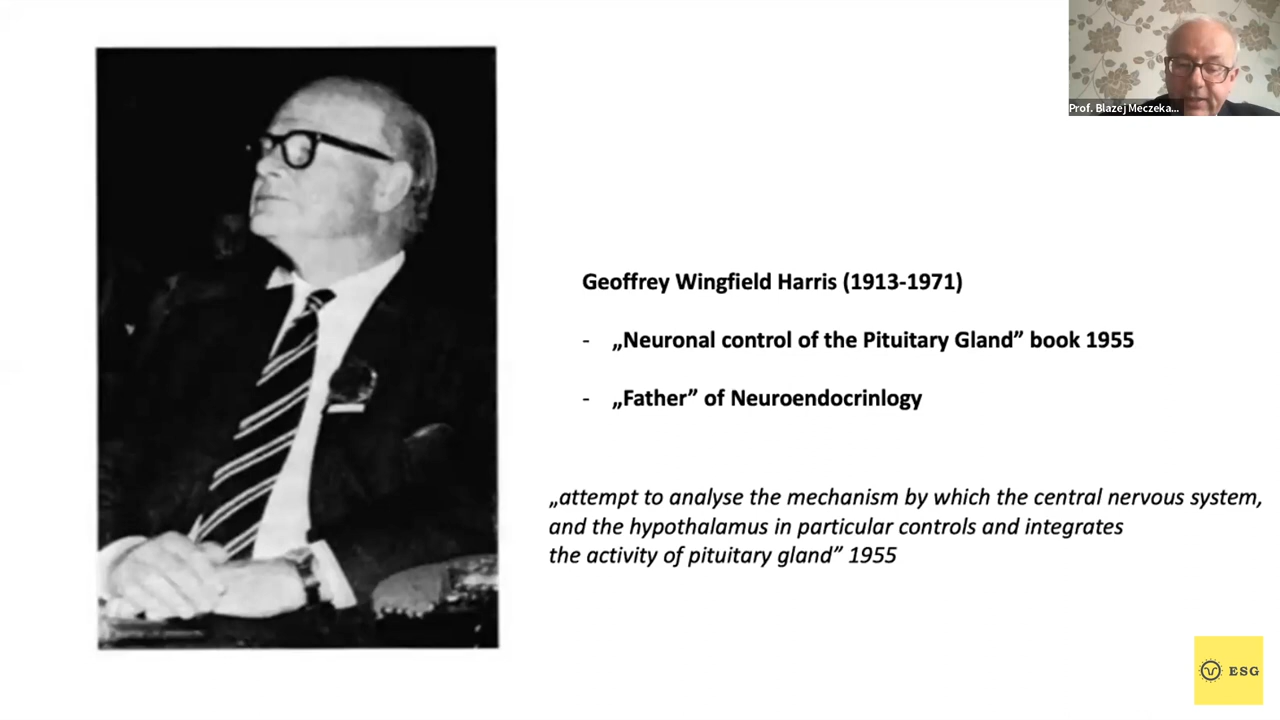 Prof. Blazej Meczeka...
Geoffrey Wingfield Harris (1913-1971)
- „Neuronal control of the Pituitary Gland” book 1955
- „Father” of Neuroendocrinlogy
„attempt to analyse the mechanism by which the central nervous system,
and the hypothalamus in particular controls and integrates
the activity of pituitary gland” 1955
ESG